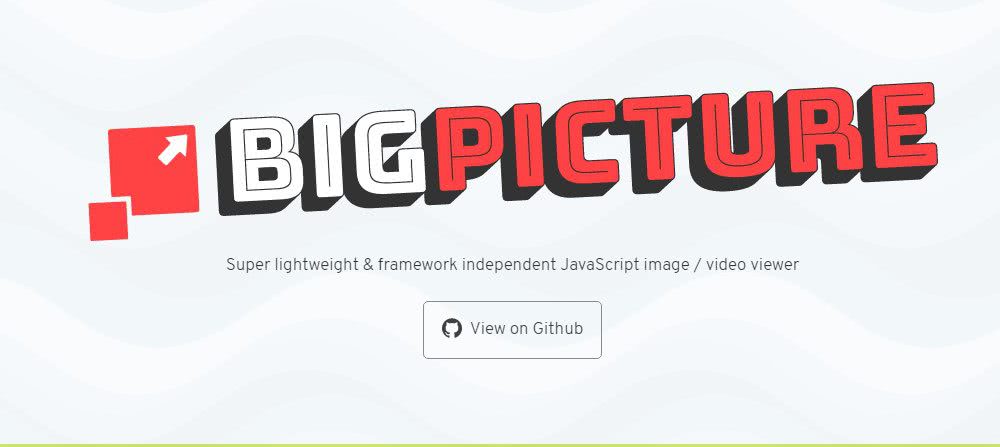 BIGPICTURE
Super lightweight & framework independent JavaScript image / video viewer
View on Github